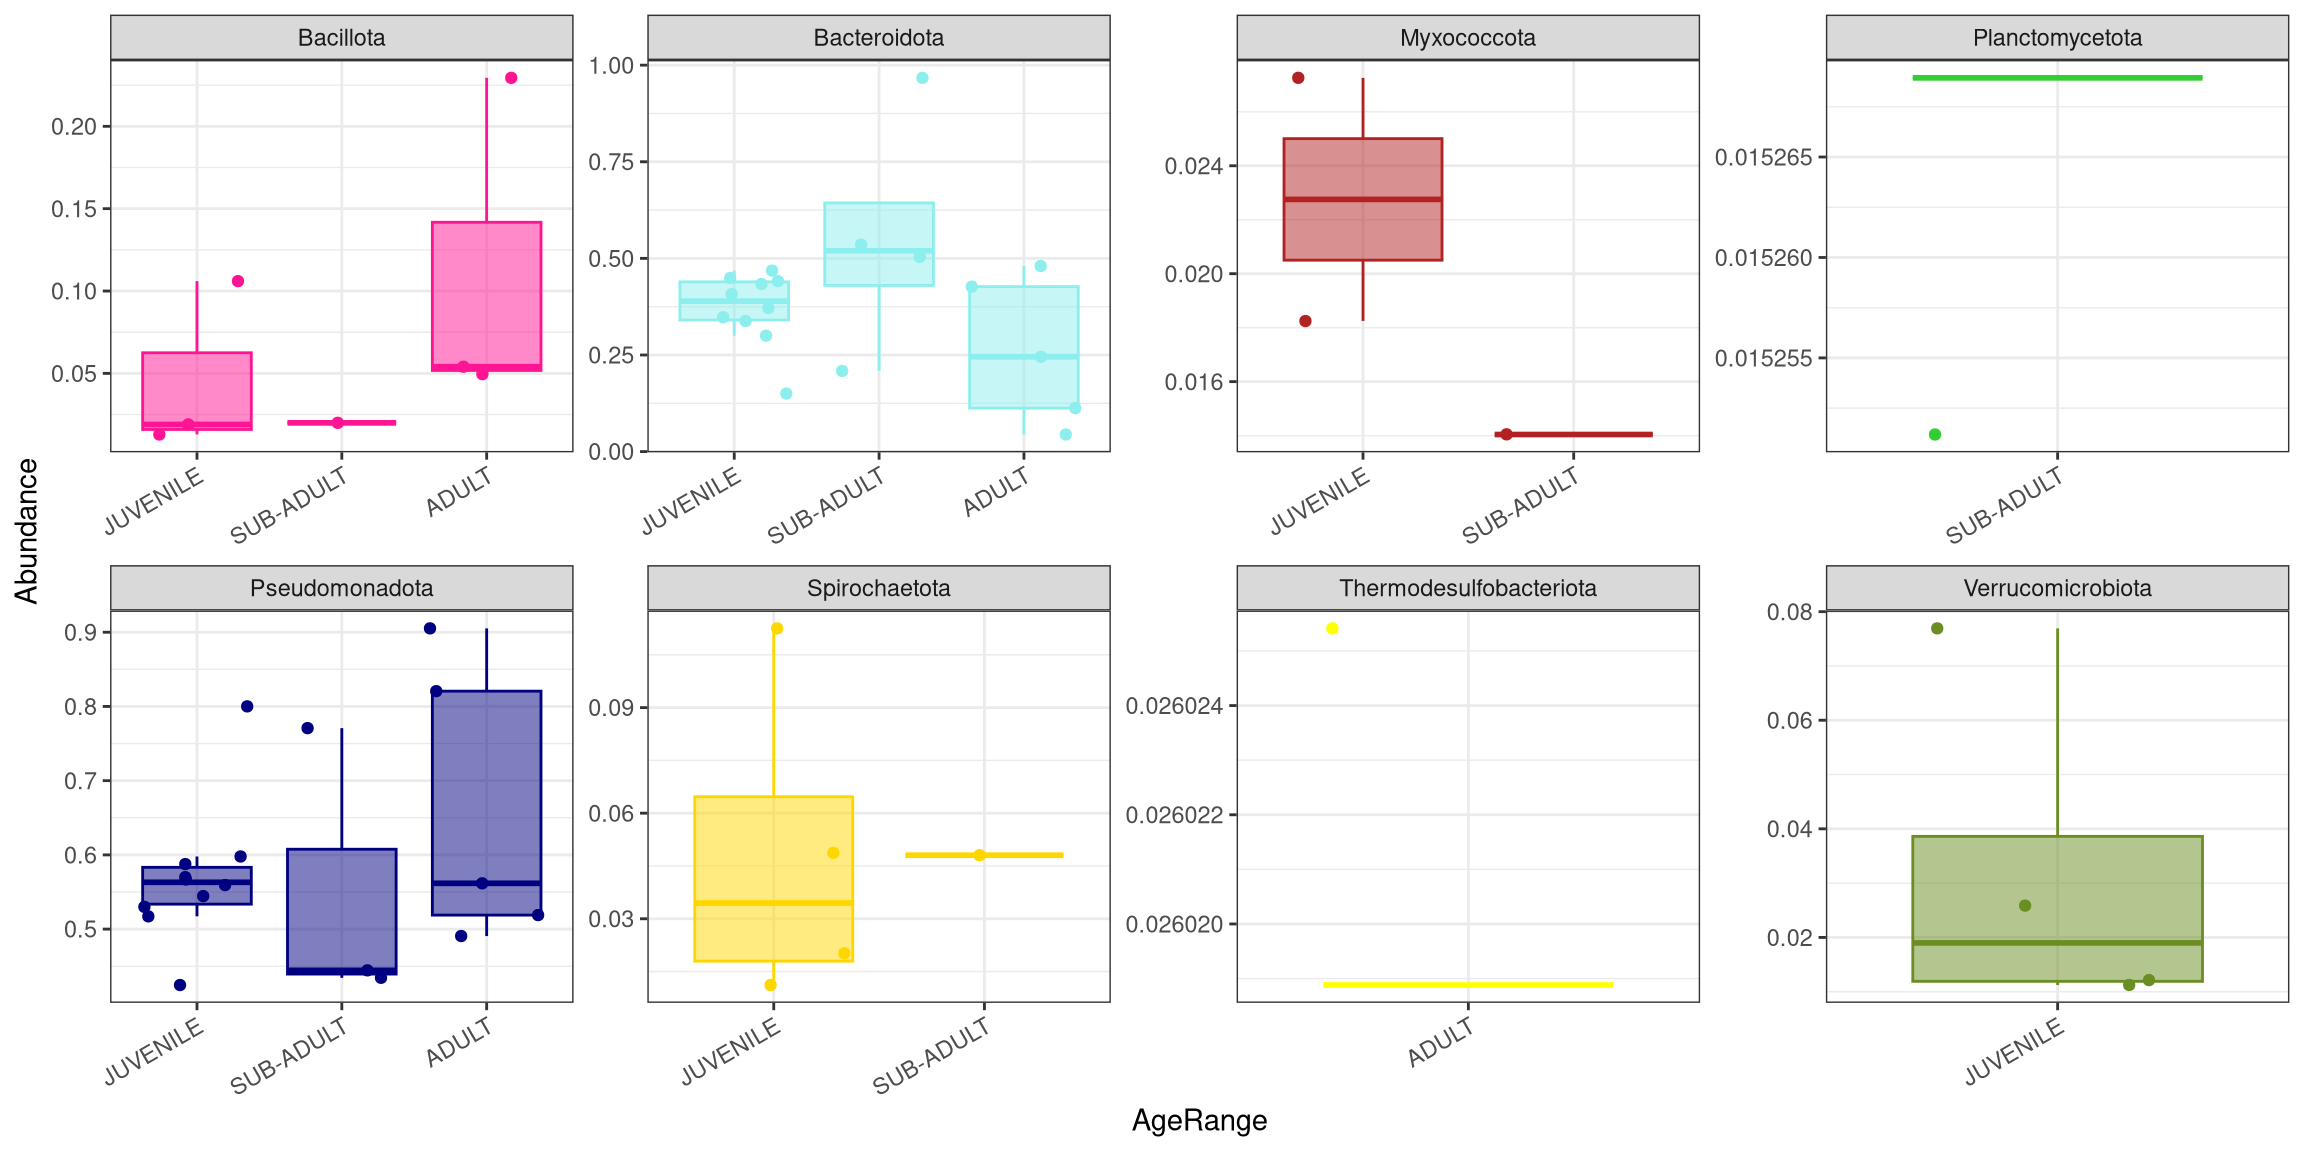 Bacillota
Bacteroidota
Myxococcota
Planctomycetota
0.20
0.15
0.10
0.05
JUVENILE
SUB-ADULT
ADULT
1.00
0.75
0.50
0.25
0.00
JUVENILE
SUB-ADULT
ADULT
0.024
0.020
0.016
JUVENILE
SUB-ADULT
0.015265
0.015260
0.015255
SUB-ADULT
Abundance
Pseudomonadota
Spirochaetota
Thermodesulfobacteriota
Verrucomicrobiota
0.9
0.8
0.7
0.6
0.5
JUVENILE
SUB-ADULT
ADULT
0.09
0.06
0.03
JUVENILE
SUB-ADULT
0.026024
0.026022
0.026020
ADULT
0.08
0.06
0.04
0.02
JUVENILE
AgeRange